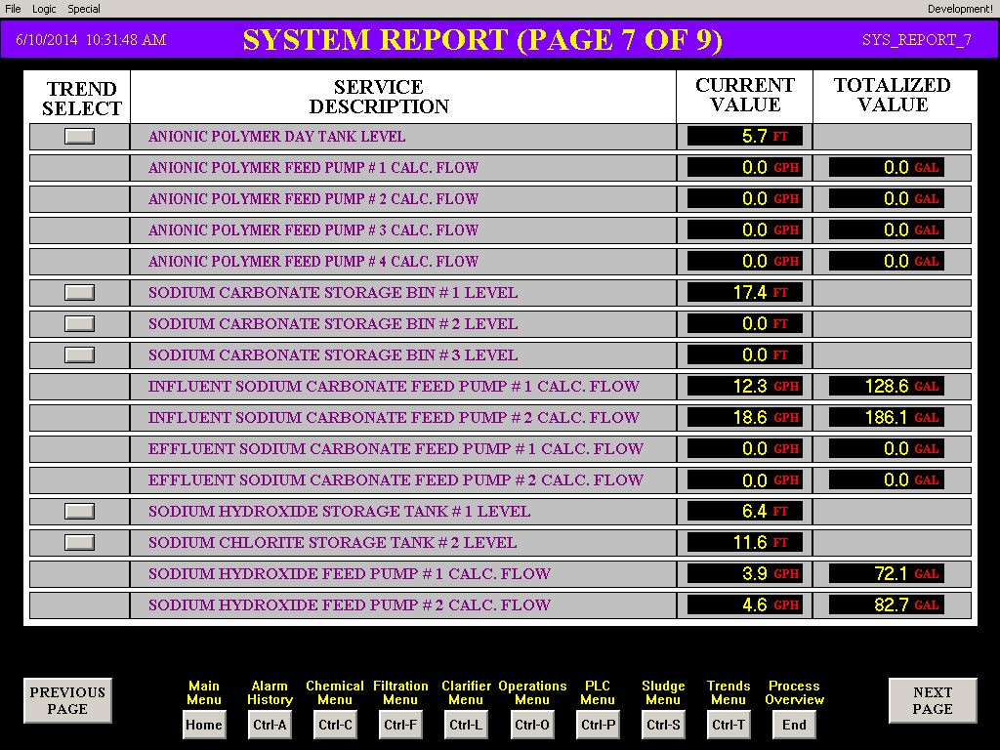 File Logic Special Development!
6/10/2014 10:31:48 AM SYSTEM REPORT (PAGE 7 OF 9) SYS_REPORT_7
TREND SELECT SERVICE DESCRIPTION CURRENT VALUE TOTALIZED VALUE
ANIONIC POLYMER DAY TANK LEVEL 5.7 FT
ANIONIC POLYMER FEED PUMP # 1 CALC. FLOW 0.0 GPH 0.0 GAL
ANIONIC POLYMER FEED PUMP # 2 CALC. FLOW 0.0 GPH 0.0 GAL
ANIONIC POLYMER FEED PUMP # 3 CALC. FLOW 0.0 GPH 0.0 GAL
ANIONIC POLYMER FEED PUMP # 4 CALC. FLOW 0.0 GPH 0.0 GAL
SODIUM CARBONATE STORAGE BIN # 1 LEVEL 17.4 FT
SODIUM CARBONATE STORAGE BIN # 2 LEVEL 0.0 FT
SODIUM CARBONATE STORAGE BIN # 3 LEVEL 0.0 FT
INFLUENT SODIUM CARBONATE FEED PUMP # 1 CALC. FLOW 12.3 GPH 128.6 GAL
INFLUENT SODIUM CARBONATE FEED PUMP # 2 CALC. FLOW 18.6 GPH 186.1 GAL
EFFLUENT SODIUM CARBONATE FEED PUMP # 1 CALC. FLOW 0.0 GPH 0.0 GAL
EFFLUENT SODIUM CARBONATE FEED PUMP # 2 CALC. FLOW 0.0 GPH 0.0 GAL
SODIUM HYDROXIDE STORAGE TANK # 1 LEVEL 6.4 FT
SODIUM CHLORITE STORAGE TANK # 2 LEVEL 11.6 FT
SODIUM HYDROXIDE FEED PUMP # 1 CALC. FLOW 3.9 GPH 72.1 GAL
SODIUM HYDROXIDE FEED PUMP # 2 CALC. FLOW 4.6 GPH 82.7 GAL
PREVIOUS PAGE
Main Menu Alarm History Chemical Menu Filtration Menu Clarifier Menu Operations Menu PLC Menu Sludge Menu Trends Menu Process Overview
Home Ctrl-A Ctrl-C Ctrl-F Ctrl-L Ctrl-O Ctrl-P Ctrl-S Ctrl-T End
NEXT PAGE